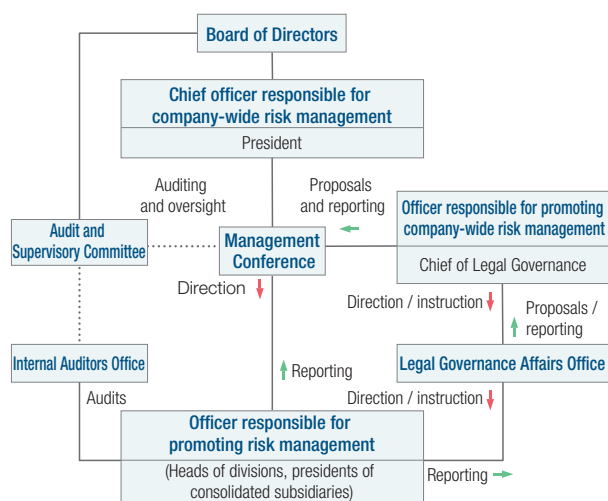 Board of Directors
Chief officer responsible for
company-wide risk management
President
Auditing
and oversight
Proposals
and reporting
Audit and
Supervisory Committee
Management
Conference
Officer responsible for promoting
company-wide risk management
Chief of Legal Governance
Direction
Direction / instruction
Proposals /
reporting
Internal Auditors Office
Reporting
Legal Governance Affairs Office
Audits
Direction / instruction
Officer responsible for
promoting risk management
(Heads of divisions, presidents of
consolidated subsidiaries)
Reporting